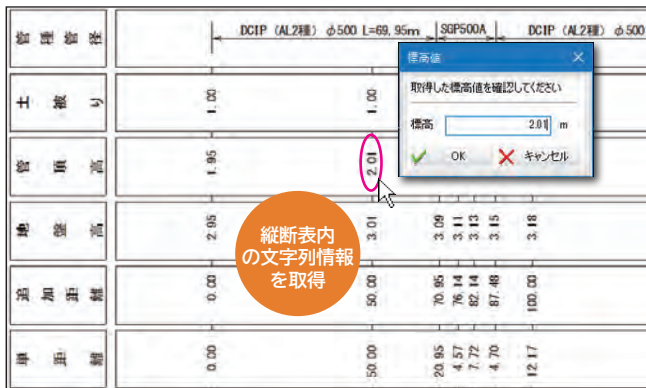 管種管径
DCIP (AL2種) φ500 L=69.95m
SGP500A
DCIP (AL2種) φ500
土被り
1.00
1.00
管頂高
1.95
2.01
地盤高
2.95
3.01
3.09
3.11
3.13
3.15
3.18
追加距離
0.00
50.00
70.95
76.14
82.14
87.48
100.00
単距離
0.00
50.00
20.95
4.57
7.72
4.70
12.17
標高値
取得した標高値を確認してください
標高 2.01 m
OK キャンセル
縦断表内
の文字列情報
を取得